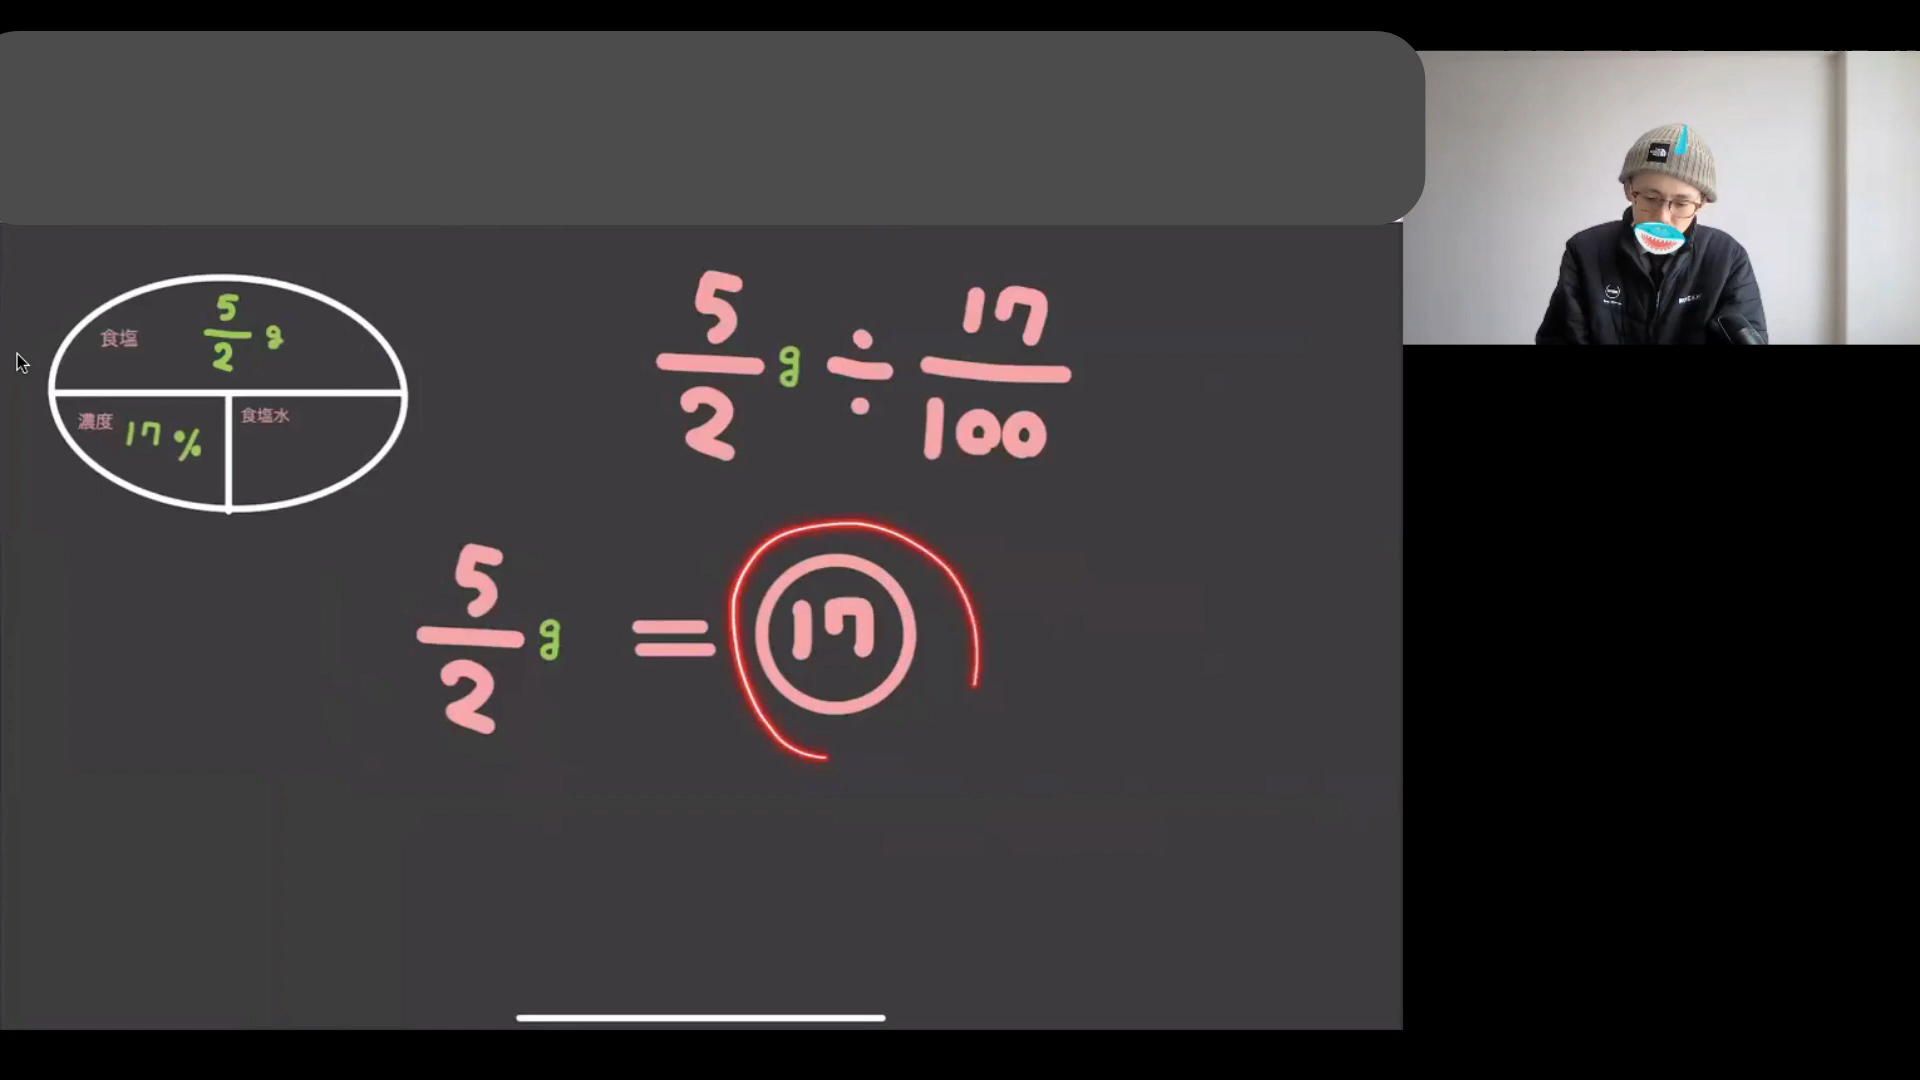 食塩 5/2 g
濃度 17%
食塩水
5/2 g ÷ 17/100
5/2 g = ⑰